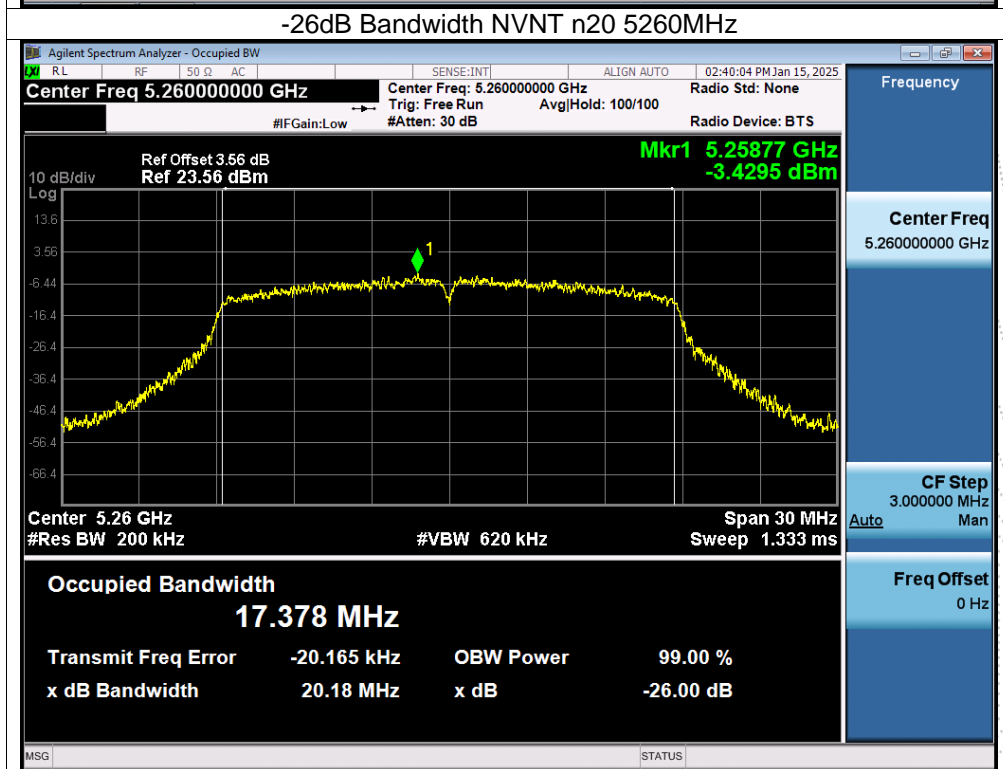 -26dB Bandwidth NVNT n20 5260MHz
Agilent Spectrum Analyzer - Occupied BW
LXI RL RF 50 Ω AC SENSE:INT ALIGN AUTO 02:40:04 PM Jan 15, 2025
Center Freq 5.260000000 GHz Center Freq: 5.260000000 GHz Radio Std: None
Trig: Free Run Avg|Hold: 100/100
#IFGain:Low #Atten: 30 dB Radio Device: BTS
Mkr1 5.25877 GHz
-3.4295 dBm
Ref Offset 3.56 dB
10 dB/div Ref 23.56 dBm
Log
13.6
3.56
-6.44
-16.4
-26.4
-36.4
-46.4
-56.4
-66.4
1
Center 5.26 GHz Span 30 MHz
#Res BW 200 kHz #VBW 620 kHz Sweep 1.333 ms
Occupied Bandwidth
17.378 MHz
Transmit Freq Error -20.165 kHz OBW Power 99.00 %
x dB Bandwidth 20.18 MHz x dB -26.00 dB
MSG STATUS
Frequency
Center Freq
5.260000000 GHz
CF Step
3.000000 MHz
Auto Man
Freq Offset
0 Hz